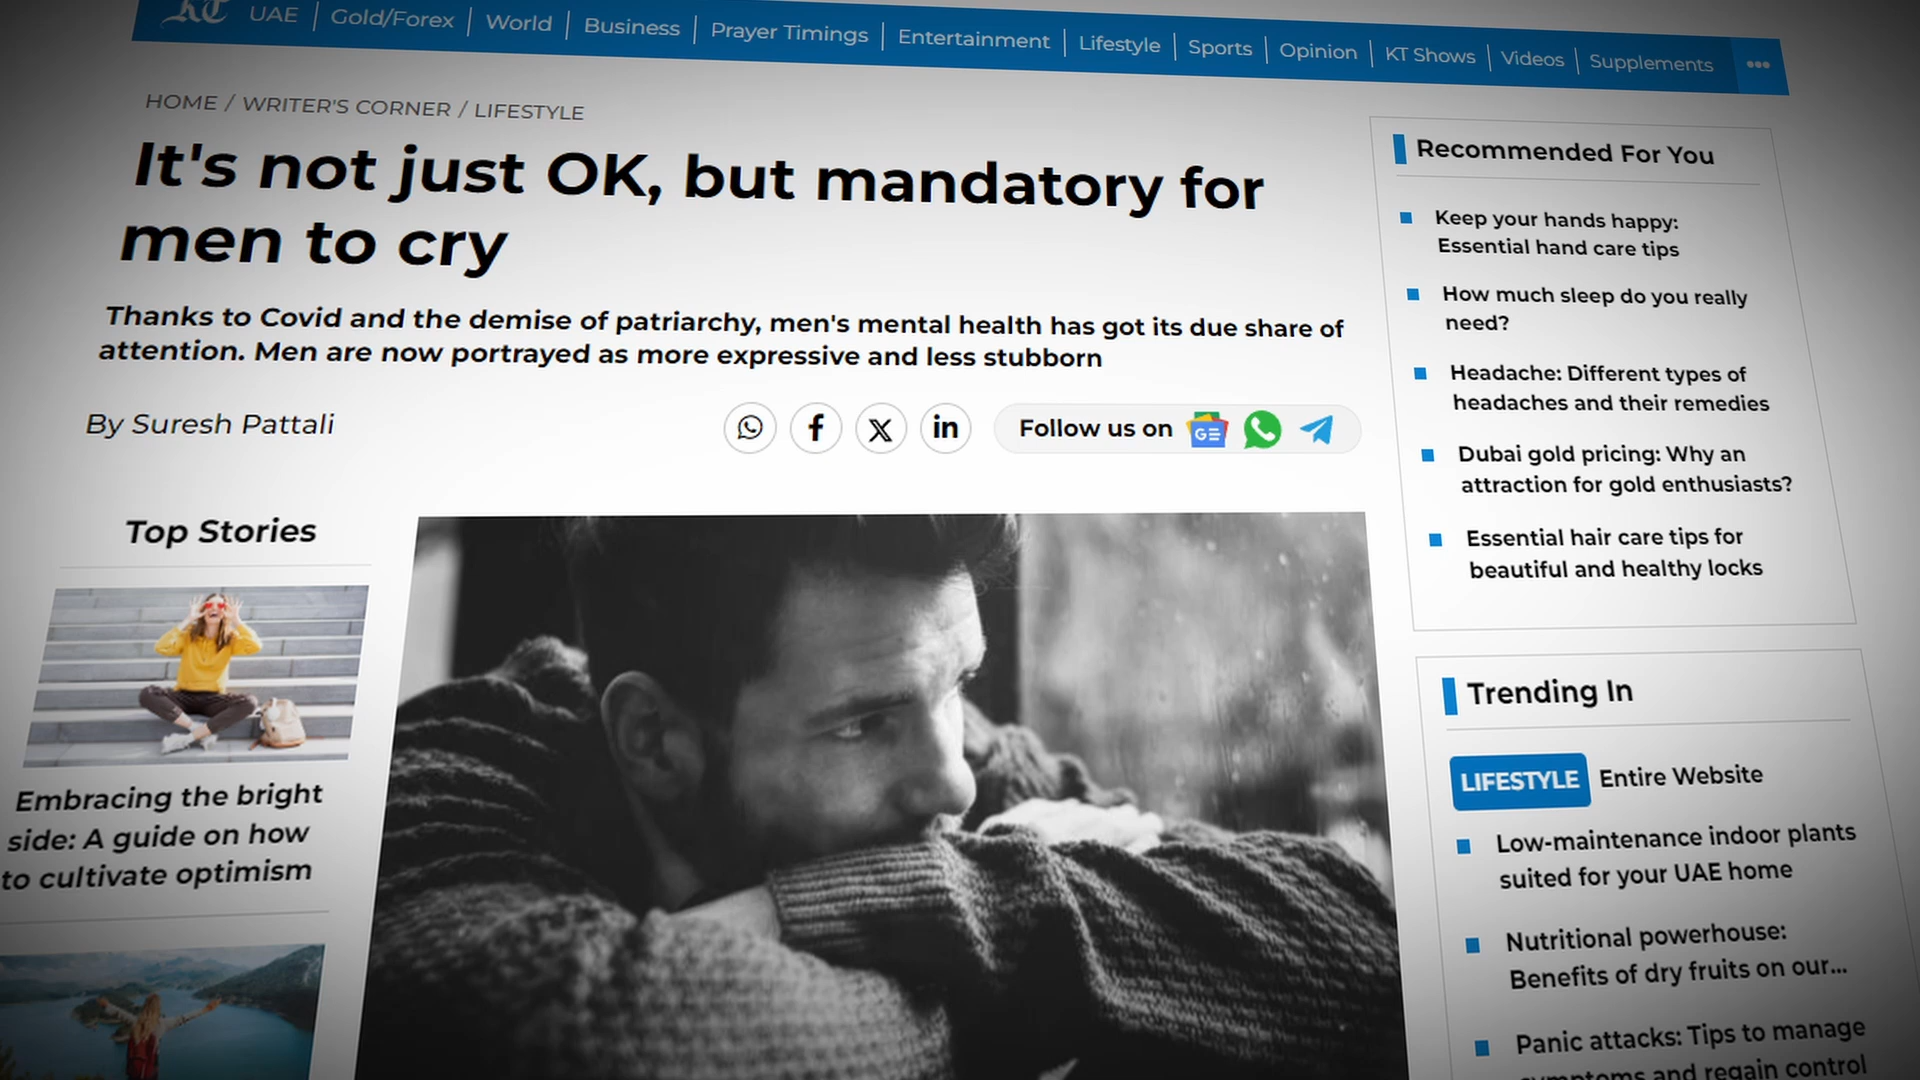 KT
UAE
Gold/Forex
World
Business
Prayer Timings
Entertainment
Lifestyle
Sports
Opinion
KT Shows
Videos
Supplements
HOME / WRITER'S CORNER / LIFESTYLE
It's not just OK, but mandatory for
men to cry
Thanks to Covid and the demise of patriarchy, men's mental health has got its due share of
attention. Men are now portrayed as more expressive and less stubborn
By Suresh Pattali
f
X
in
Follow us on
GE
Top Stories
Embracing the bright
side: A guide on how
to cultivate optimism
Recommended For You
Keep your hands happy:
Essential hand care tips
How much sleep do you really
need?
Headache: Different types of
headaches and their remedies
Dubai gold pricing: Why an
attraction for gold enthusiasts?
Essential hair care tips for
beautiful and healthy locks
Trending In
LIFESTYLE
Entire Website
Low-maintenance indoor plants
suited for your UAE home
Nutritional powerhouse:
Benefits of dry fruits on our...
Panic attacks: Tips to manage
symptoms and regain control